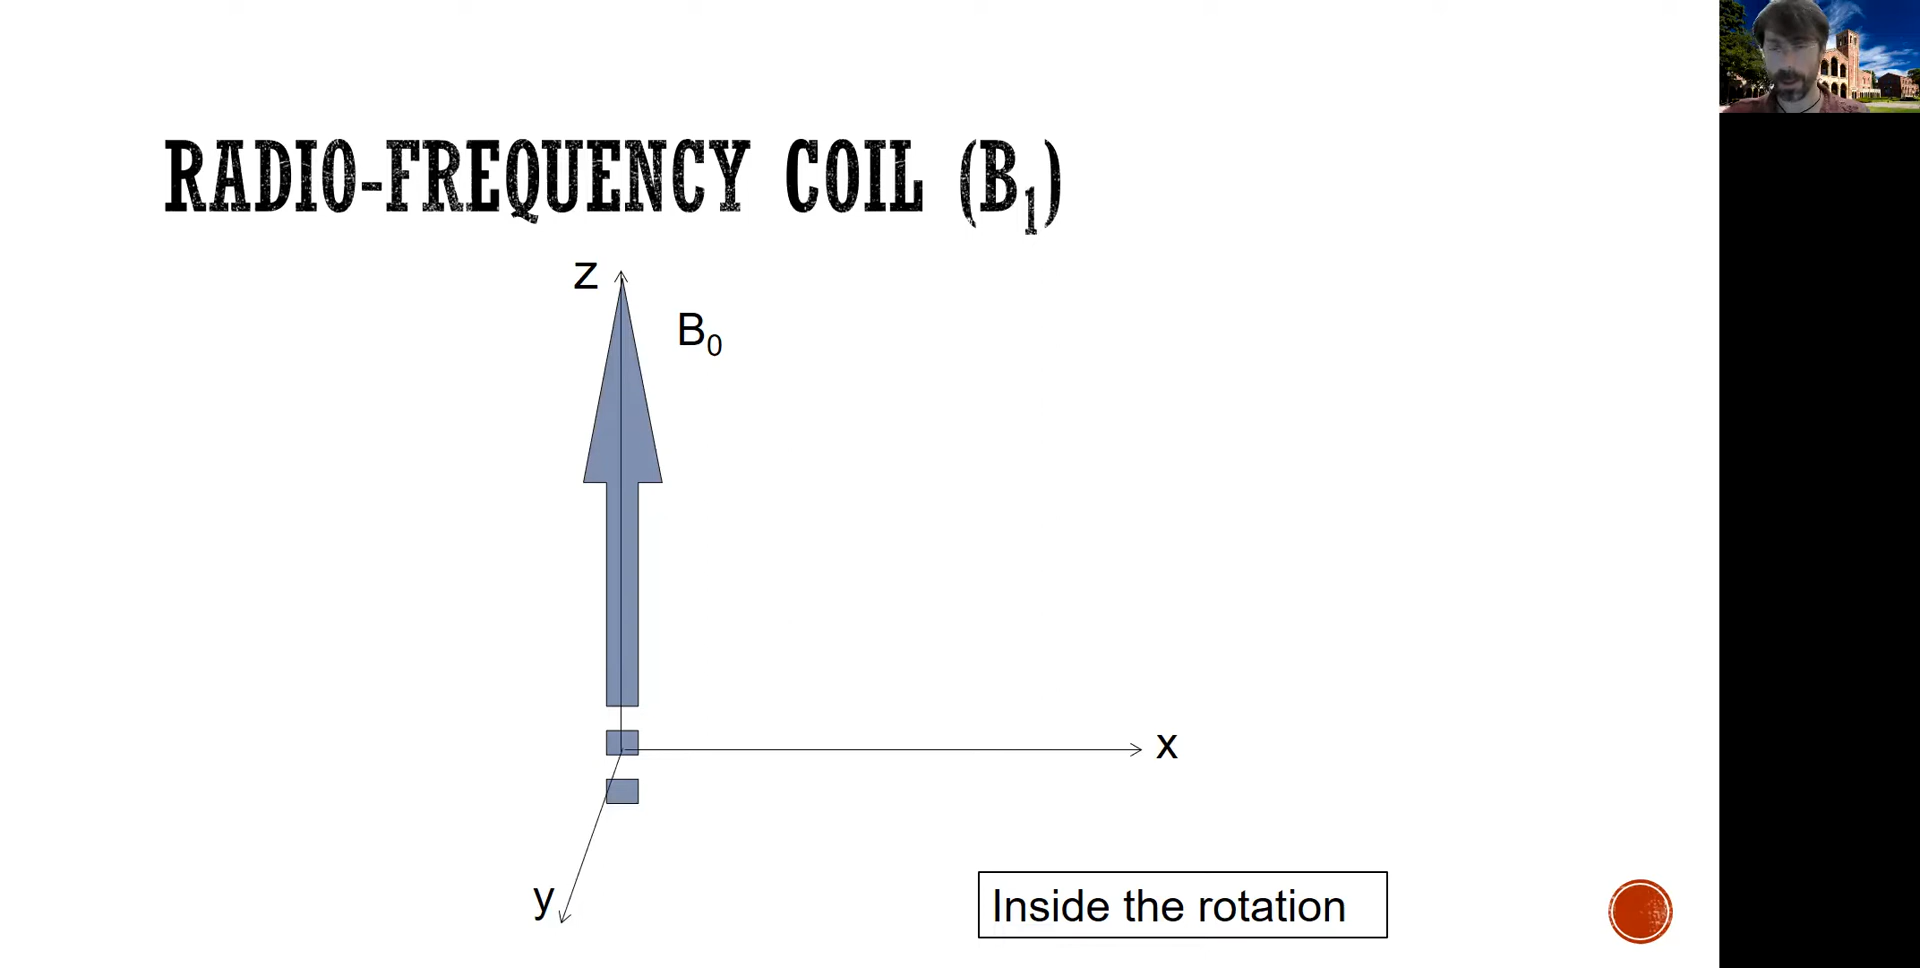 RADIO-FREQUENCY COIL (B₁)
z
B₀
x
y
Inside the rotation